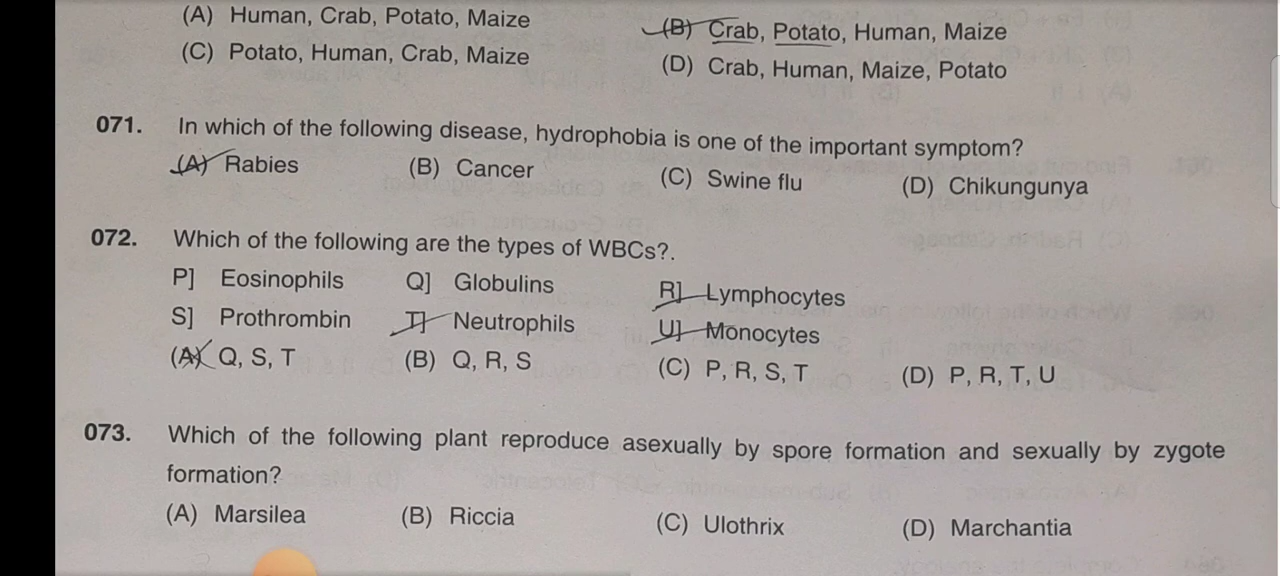 (A) Human, Crab, Potato, Maize (B) Crab, Potato, Human, Maize
(C) Potato, Human, Crab, Maize (D) Crab, Human, Maize, Potato
071. In which of the following disease, hydrophobia is one of the important symptom?
(A) Rabies (B) Cancer (C) Swine flu (D) Chikungunya
072. Which of the following are the types of WBCs?.
P] Eosinophils Q] Globulins R] Lymphocytes
S] Prothrombin T] Neutrophils U] Monocytes
(A) Q, S, T (B) Q, R, S (C) P, R, S, T (D) P, R, T, U
073. Which of the following plant reproduce asexually by spore formation and sexually by zygote
formation?
(A) Marsilea (B) Riccia (C) Ulothrix (D) Marchantia